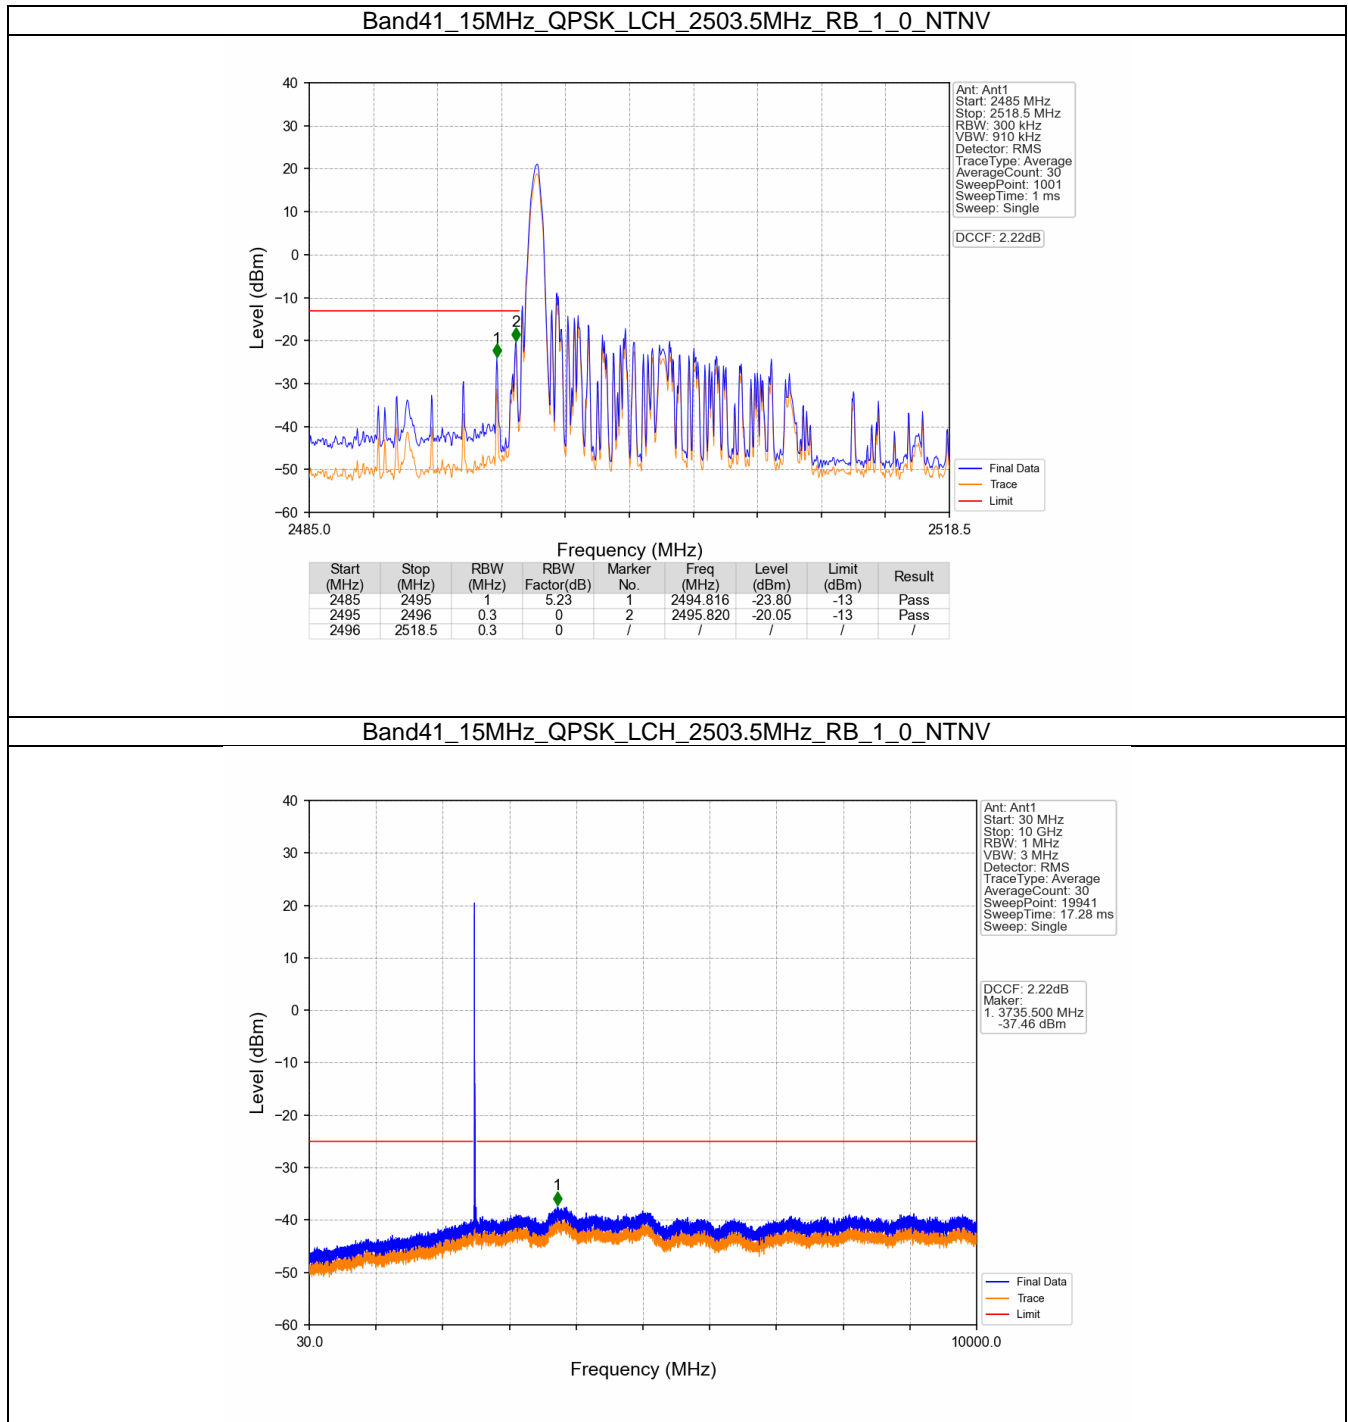 Band41_15MHz_QPSK_LCH_2503.5MHz_RB_1_0_NTNV
40
30
20
10
0
−10
−20
−30
−40
−50
−60
Level (dBm)
1
2
2485.0
2518.5
Frequency (MHz)
Ant: Ant1
Start: 2485 MHz
Stop: 2518.5 MHz
RBW: 300 kHz
VBW: 910 kHz
Detector: RMS
TraceType: Average
AverageCount: 30
SweepPoint: 1001
SweepTime: 1 ms
Sweep: Single
DCCF: 2.22dB
Final Data
Trace
Limit
Start (MHz) Stop (MHz) RBW (MHz) RBW Factor(dB) Marker No. Freq (MHz) Level (dBm) Limit (dBm) Result
2485 2495 1 5.23 1 2494.816 -23.80 -13 Pass
2495 2496 0.3 0 2 2495.820 -20.05 -13 Pass
2496 2518.5 0.3 0 / / / / /
Band41_15MHz_QPSK_LCH_2503.5MHz_RB_1_0_NTNV
40
30
20
10
0
−10
−20
−30
−40
−50
−60
Level (dBm)
1
30.0
10000.0
Frequency (MHz)
Ant: Ant1
Start: 30 MHz
Stop: 10 GHz
RBW: 1 MHz
VBW: 3 MHz
Detector: RMS
TraceType: Average
AverageCount: 30
SweepPoint: 19941
SweepTime: 17.28 ms
Sweep: Single
DCCF: 2.22dB
Maker:
1. 3735.500 MHz
-37.46 dBm
Final Data
Trace
Limit